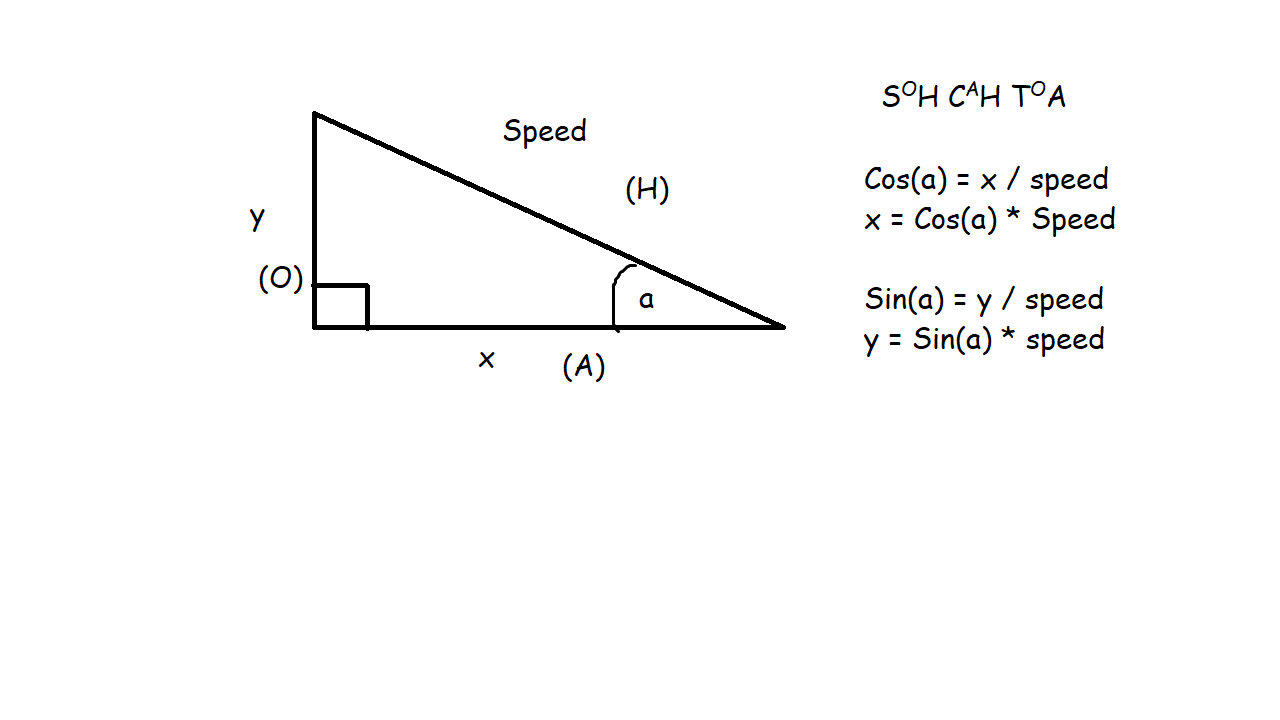 SᴼH CᴬH TᴼA
Speed
(H)
Cos(a) = x / speed
x = Cos(a) * Speed
y
(O)
a
Sin(a) = y / speed
y = Sin(a) * speed
x
(A)